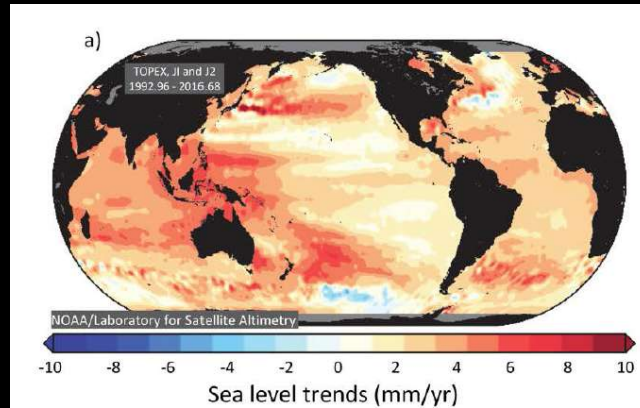 a)
TOPEX, J1 and J2
1992.96 - 2016.68
NOAA/Laboratory for Satellite Altimetry
-10 -8 -6 -4 -2 0 2 4 6 8 10
Sea level trends (mm/yr)